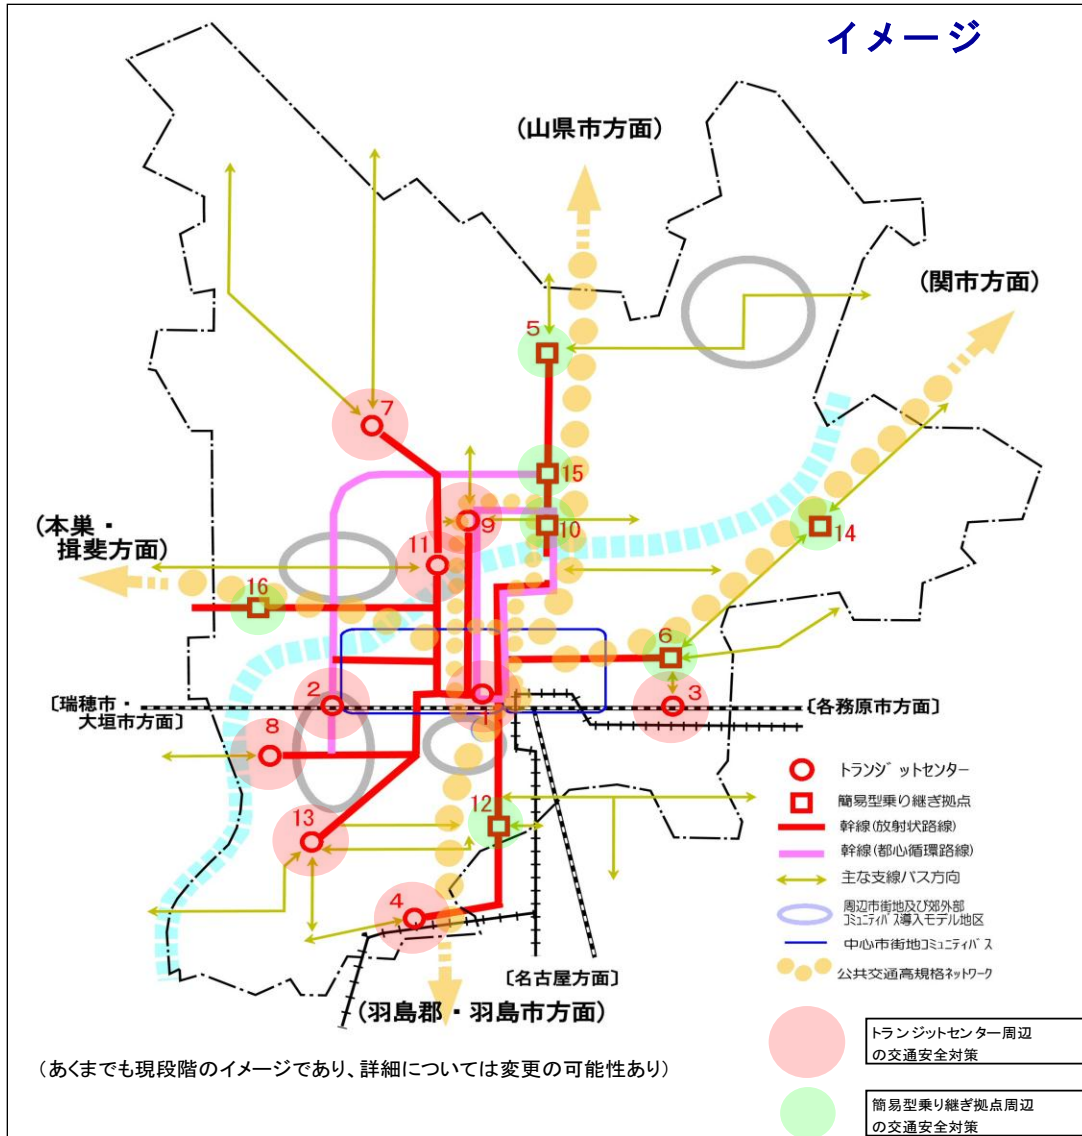 イメージ
(山県市方面)
(関市方面)
5
7
15
9
10
14
(本巣・
揖斐方面)
11
16
6
〔瑞穂市・
大垣市方面〕
2
1
3
〔各務原市方面〕
8
12
13
4
トランジットセンター
簡易型乗り継ぎ拠点
幹線(放射状路線)
幹線(都心循環路線)
主な支線バス方向
周辺市街地及び郊外部
コミュニティバス導入モデル地区
中心市街地コミュニティバス
公共交通高規格ネットワーク
〔名古屋方面〕
(羽島郡・羽島市方面)
(あくまでも現段階のイメージであり、詳細については変更の可能性あり)
トランジットセンター周辺
の交通安全対策
簡易型乗り継ぎ拠点周辺
の交通安全対策